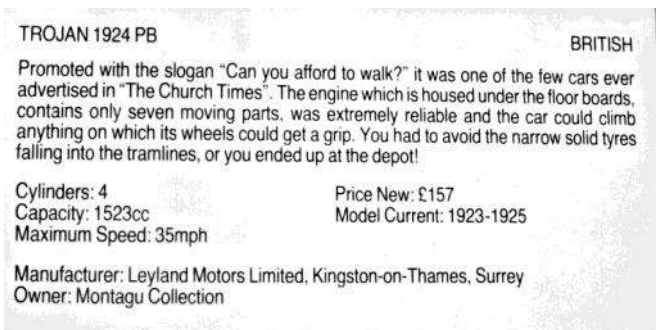 TROJAN 1924 PB BRITISH
Promoted with the slogan "Can you afford to walk?" it was one of the few cars ever
advertised in "The Church Times". The engine which is housed under the floor boards,
contains only seven moving parts, was extremely reliable and the car could climb
anything on which its wheels could get a grip. You had to avoid the narrow solid tyres
falling into the tramlines, or you ended up at the depot!
Cylinders: 4 Price New: £157
Capacity: 1523cc Model Current: 1923-1925
Maximum Speed: 35mph
Manufacturer: Leyland Motors Limited, Kingston-on-Thames, Surrey
Owner: Montagu Collection